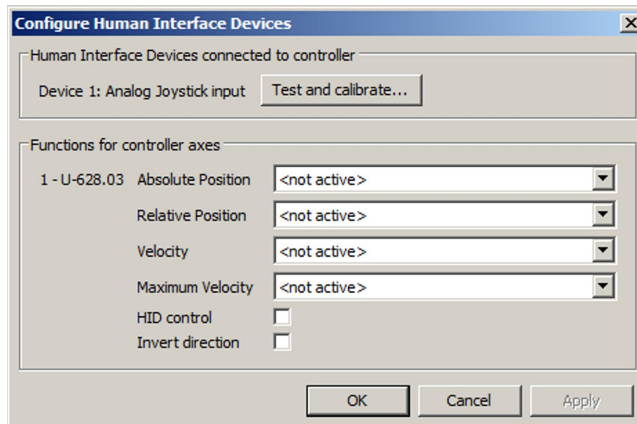 Configure Human Interface Devices
Human Interface Devices connected to controller
Device 1: Analog Joystick input Test and calibrate...
Functions for controller axes
1 - U-628.03 Absolute Position <not active>
Relative Position <not active>
Velocity <not active>
Maximum Velocity <not active>
HID control
Invert direction
OK Cancel Apply